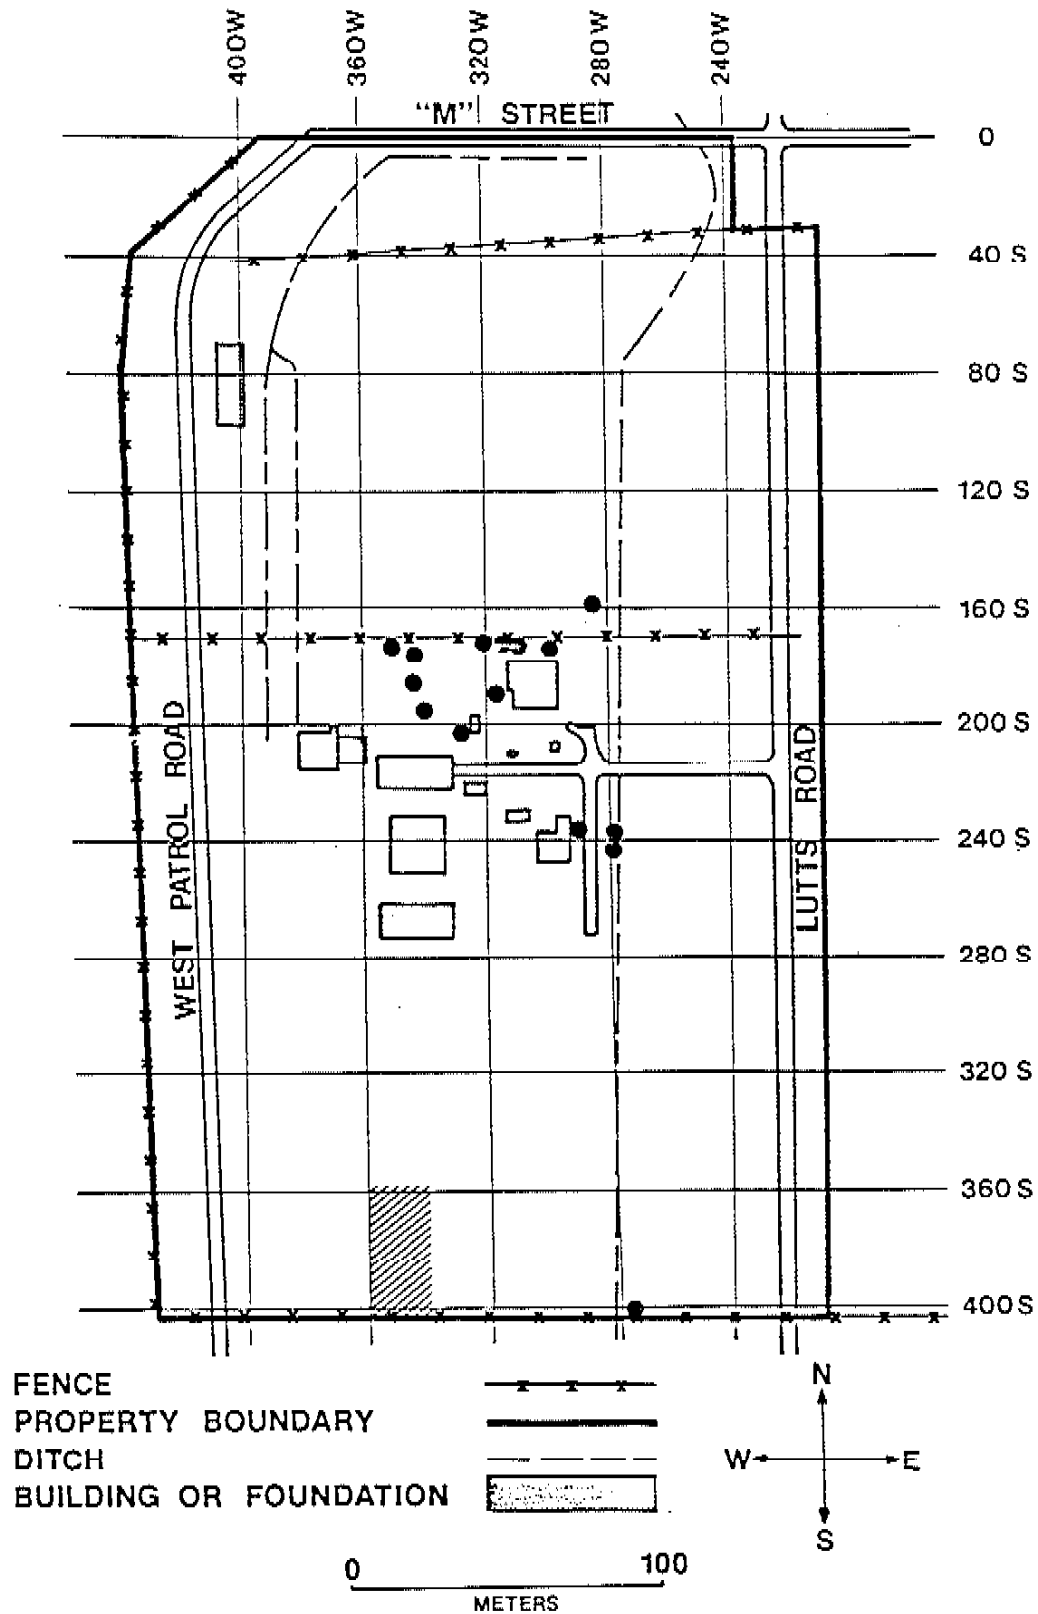 400W
360W
320W
280W
240W
"M" STREET
0
40 S
80 S
120 S
160 S
200 S
240 S
280 S
320 S
360 S
400 S
WEST PATROL ROAD
LUTTS ROAD
FENCE
PROPERTY BOUNDARY
DITCH
BUILDING OR FOUNDATION
N
W
E
S
0
100
METERS